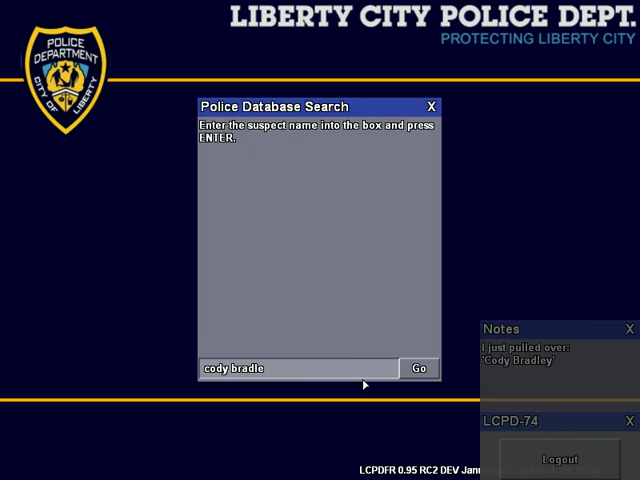 LIBERTY CITY POLICE DEPT.
PROTECTING LIBERTY CITY
POLICE
DEPARTMENT
CITY OF
LIBERTY
Police Database Search X
Enter the suspect name into the box and press
ENTER.
cody bradle
Go
Notes X
I just pulled over:
'Cody Bradley'
LCPD-74 X
Logout
LCPDFR 0.95 RC2 DEV